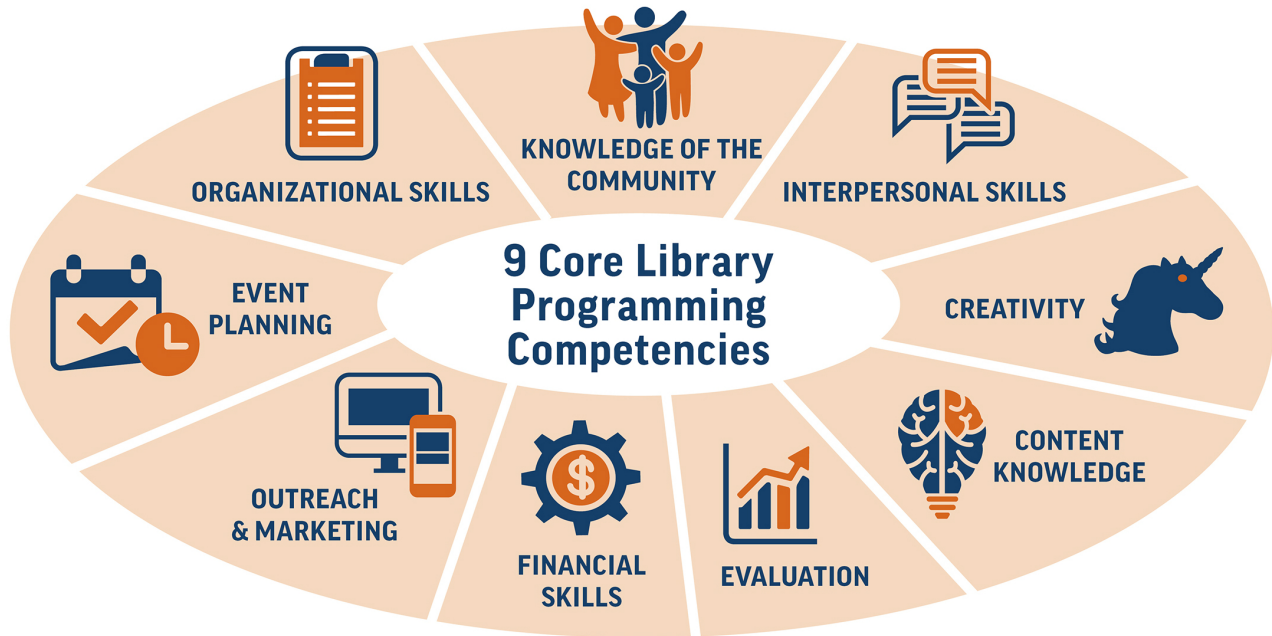 9 Core Library
Programming
Competencies
KNOWLEDGE OF THE
COMMUNITY
INTERPERSONAL SKILLS
CREATIVITY
CONTENT
KNOWLEDGE
EVALUATION
FINANCIAL
SKILLS
$
OUTREACH
& MARKETING
EVENT
PLANNING
ORGANIZATIONAL SKILLS